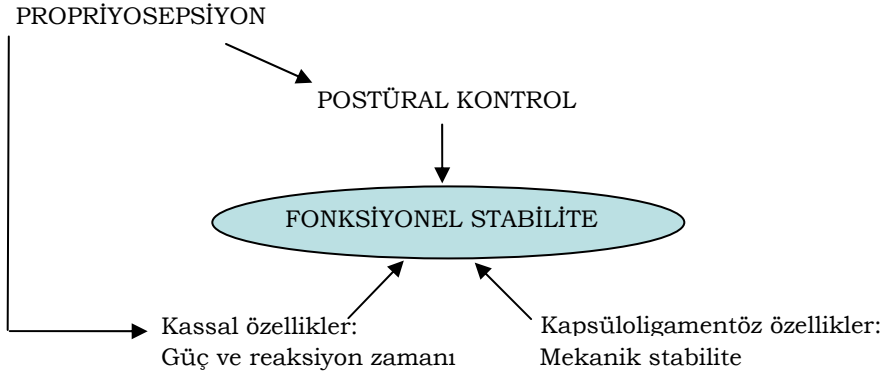 PROPRİYOSEPSİYON
POSTÜRAL KONTROL
FONKSİYONEL STABİLİTE
Kassal özellikler:
Güç ve reaksiyon zamanı
Kapsüloligamentöz özellikler:
Mekanik stabilite